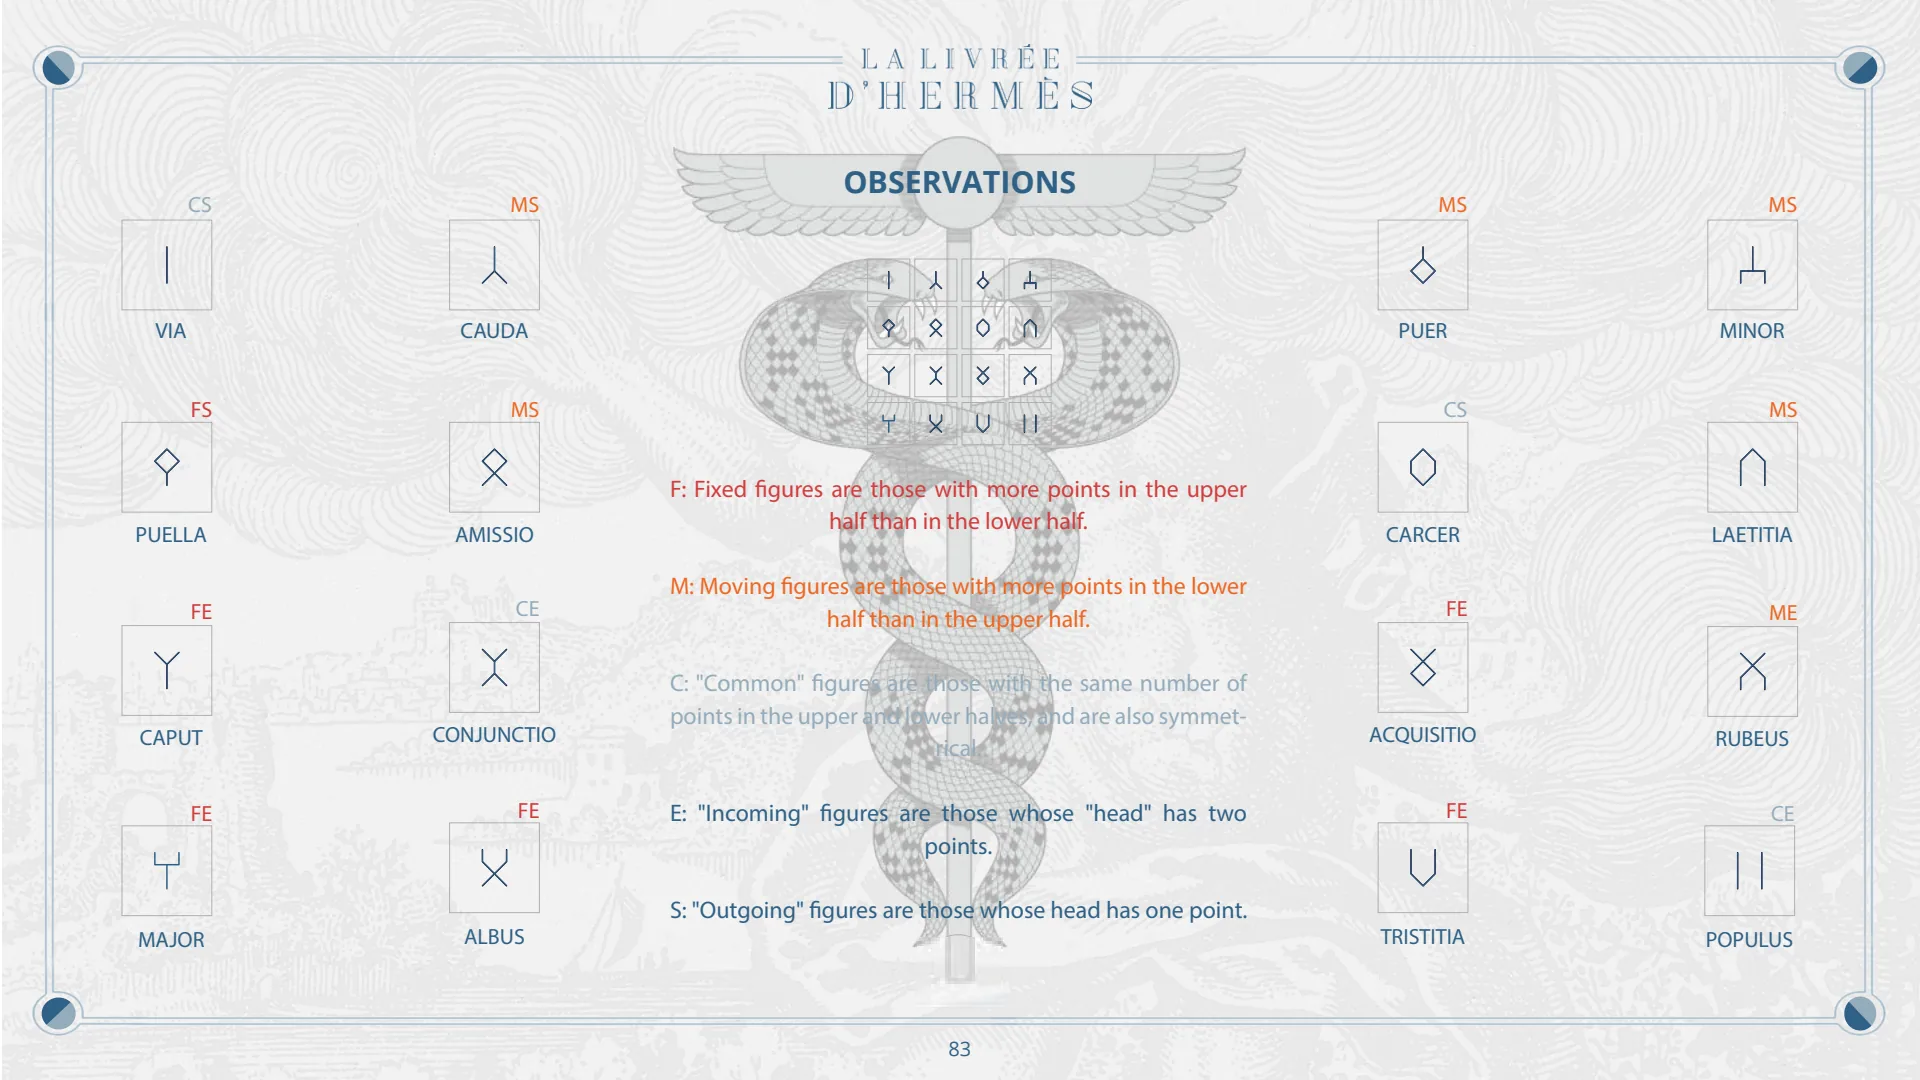 LA LIVRÉE
D'HERMÈS
OBSERVATIONS
CS
VIA
MS
CAUDA
MS
PUER
MS
MINOR
FS
PUELLA
MS
AMISSIO
CS
CARCER
MS
LAETITIA
FE
CAPUT
CE
CONJUNCTIO
FE
ACQUISITIO
ME
RUBEUS
FE
MAJOR
FE
ALBUS
FE
TRISTITIA
CE
POPULUS
F: Fixed figures are those with more points in the upper
half than in the lower half.
M: Moving figures are those with more points in the lower
half than in the upper half.
C: "Common" figures are those with the same number of
points in the upper and lower halves, and are also symmet-
rical.
E: "Incoming" figures are those whose "head" has two
points.
S: "Outgoing" figures are those whose head has one point.
83